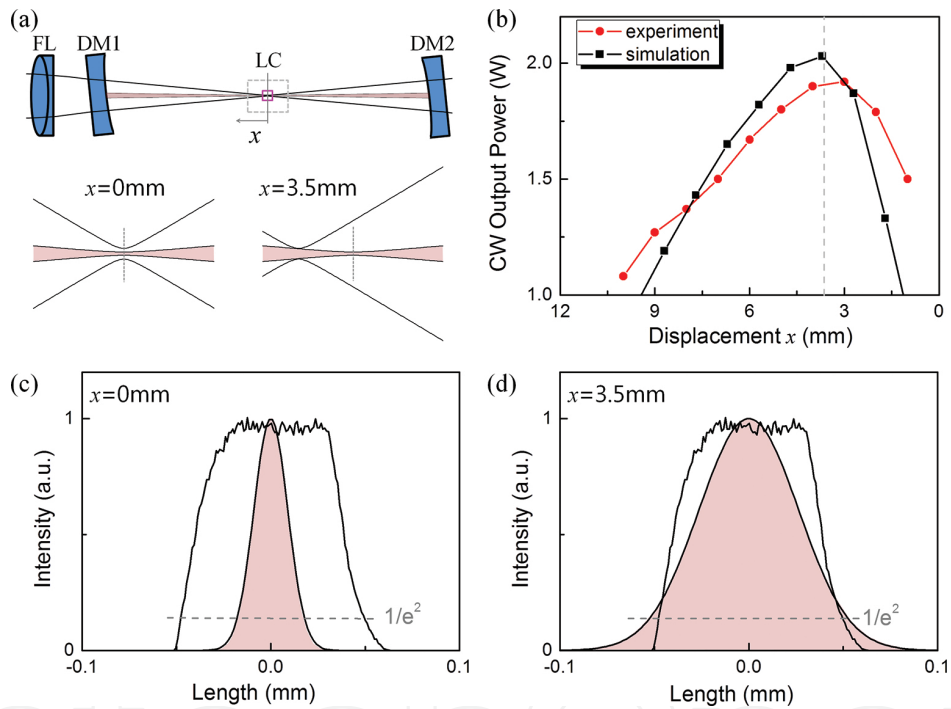 (a)
FL DM1 LC DM2
x
x=0mm x=3.5mm
(b)
experiment
simulation
CW Output Power (W)
2.0
1.5
1.0
12 9 6 3 0
Displacement x (mm)
(c)
x=0mm
Intensity (a.u.)
1
0
1/e²
-0.1 0.0 0.1
Length (mm)
(d)
x=3.5mm
Intensity (a.u.)
1
0
1/e²
-0.1 0.0 0.1
Length (mm)